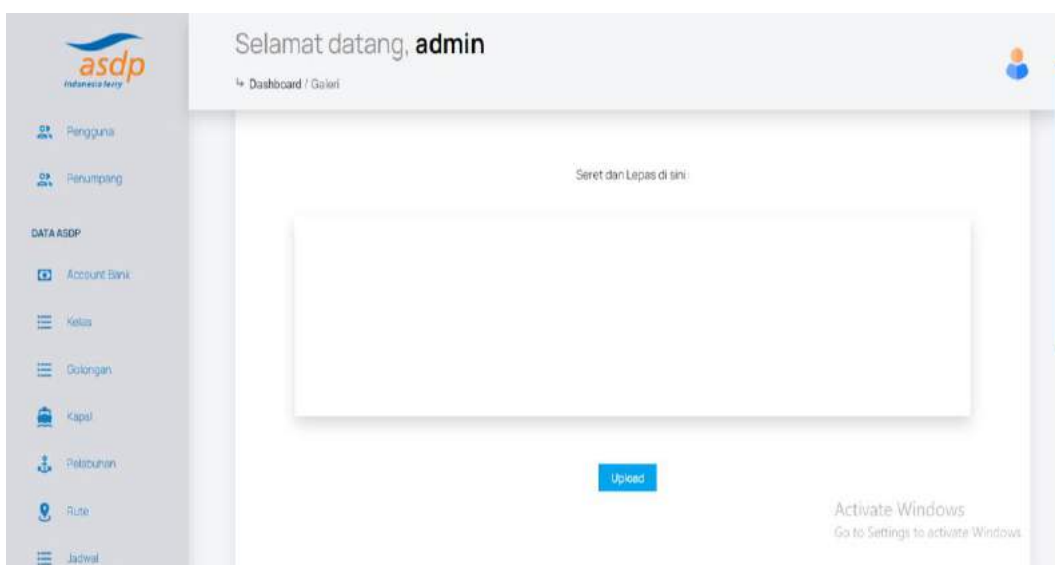 asdp
Indonesia ferry
Selamat datang, admin
Dashboard / Galeri
Pengguna
Penumpang
DATA ASDP
Account Bank
Kelas
Golongan
Kapal
Pelabuhan
Rute
Jadwal
Seret dan Lepas di sini
Upload
Activate Windows
Go to Settings to activate Windows.